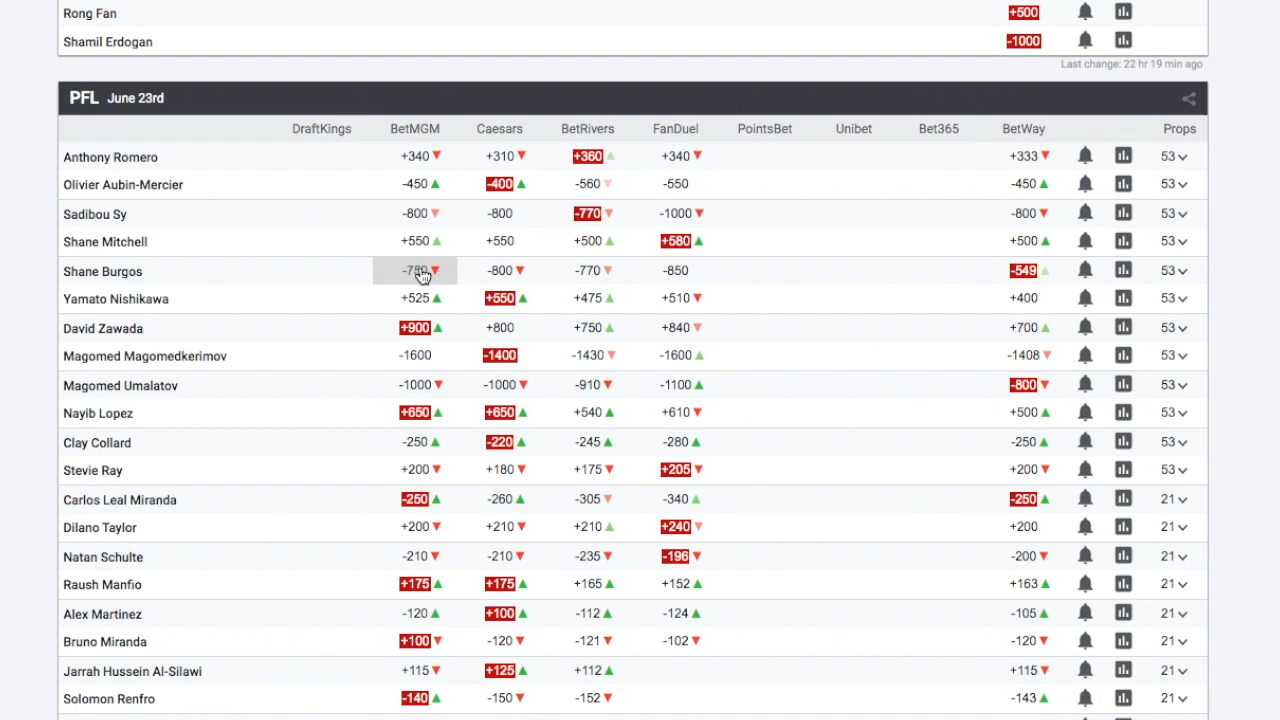 Rong Fan +500
Shamil Erdogan -1000
Last change: 22 hr 19 min ago
PFL June 23rd
DraftKings BetMGM Caesars BetRivers FanDuel PointsBet Unibet Bet365 BetWay Props
Anthony Romero +340▼ +310▼ +360▲ +340▼ +333▼ 53
Olivier Aubin-Mercier -450▲ -400▲ -560▼ -550 -450▲ 53
Sadibou Sy -800▼ -800 -770▼ -1000▼ -800▼ 53
Shane Mitchell +550▲ +550 +500▲ +580▲ +500▲ 53
Shane Burgos ▼ -800▼ -770▼ -850 -549▲ 53
Yamato Nishikawa +525▲ +550▲ +475▲ +510▼ +400 53
David Zawada +900▲ +800 +750▲ +840▼ +700▲ 53
Magomed Magomedkerimov -1600 -1400 -1430▼ -1600▲ -1408▼ 53
Magomed Umalatov -1000▼ -1000▼ -910▼ -1100▲ -800▼ 53
Nayib Lopez +650▲ +650▲ +540▲ +610▼ +500▲ 53
Clay Collard -250▲ -220▲ -245▲ -280▲ -250▲ 53
Stevie Ray +200▼ +180▼ +175▼ +205▼ +200▼ 53
Carlos Leal Miranda -250▲ -260▲ -305▼ -340▲ -250▲ 21
Dilano Taylor +200▼ +210▼ +210▲ +240▼ +200 21
Natan Schulte -210▼ -210▼ -235▼ -196▼ -200▼ 21
Raush Manfio +175▲ +175▲ +165▲ +152▲ +163▲ 21
Alex Martinez -120▲ +100▲ -112▲ -124▲ -105▲ 21
Bruno Miranda +100▼ -120▼ -121▼ -102▼ -120▼ 21
Jarrah Hussein Al-Silawi +115▼ +125▲ +112▲ +115▼ 21
Solomon Renfro -140▲ -150▼ -152▼ -143▲ 21